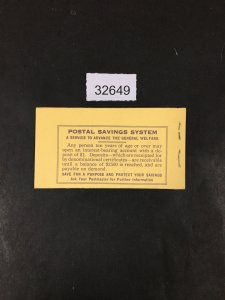 32649
POSTAL SAVINGS SYSTEM
A SERVICE TO ADVANCE THE GENERAL WELFARE
Any person ten years of age or over may
open an interest-bearing account with a de-
posit of $1. Deposits—which are receipted for
by denominational certificates—are receivable
until a balance of $2500 is reached, and are
payable on demand.
SAVE FOR A PURPOSE AND PROTECT YOUR SAVINGS
Ask Your Postmaster for Further Information